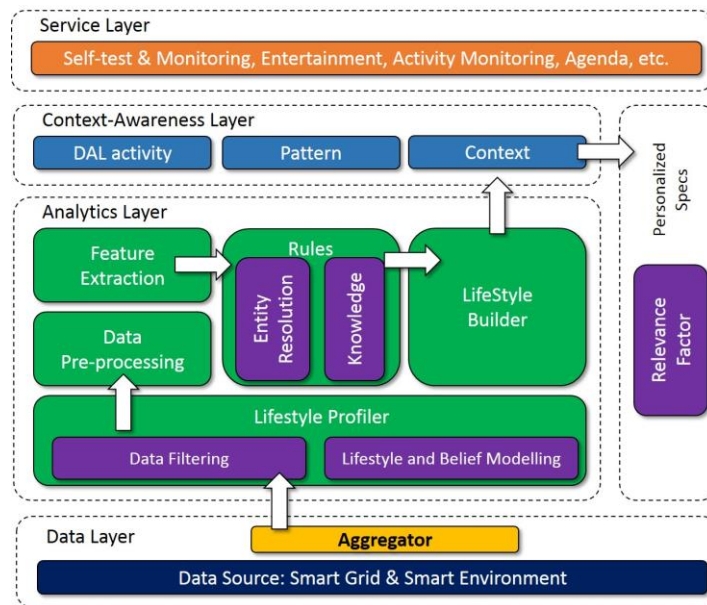 Service Layer
Self-test & Monitoring, Entertainment, Activity Monitoring, Agenda, etc.
Context-Awareness Layer
DAL activity
Pattern
Context
Personalized
Specs
Relevance
Factor
Analytics Layer
Feature
Extraction
Rules
Entity
Resolution
Knowledge
LifeStyle
Builder
Data
Pre-processing
Lifestyle Profiler
Data Filtering
Lifestyle and Belief Modelling
Data Layer
Aggregator
Data Source: Smart Grid & Smart Environment